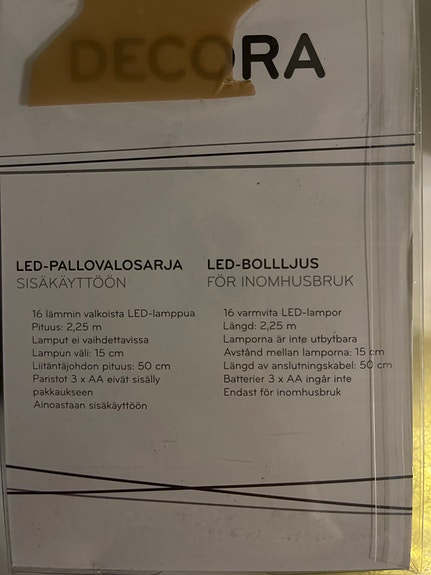 DECORA
LED-PALLOVALOSARJA
SISÄKÄYTTÖÖN
16 lämmin valkoista LED-lamppua
Pituus: 2,25 m
Lamput ei vaihdettavissa
Lampun väli: 15 cm
Liitäntäjohdon pituus: 50 cm
Paristot 3 x AA eivät sisälly
pakkaukseen
Ainoastaan sisäkäyttöön
LED-BOLLLJUS
FÖR INOMHUSBRUK
16 varmvita LED-lampor
Längd: 2,25 m
Lamporna är inte utbytbara
Avstånd mellan lamporna: 15 cm
Längd av anslutningskabel: 50 cm
Batterier 3 x AA ingår inte
Endast för inomhusbruk